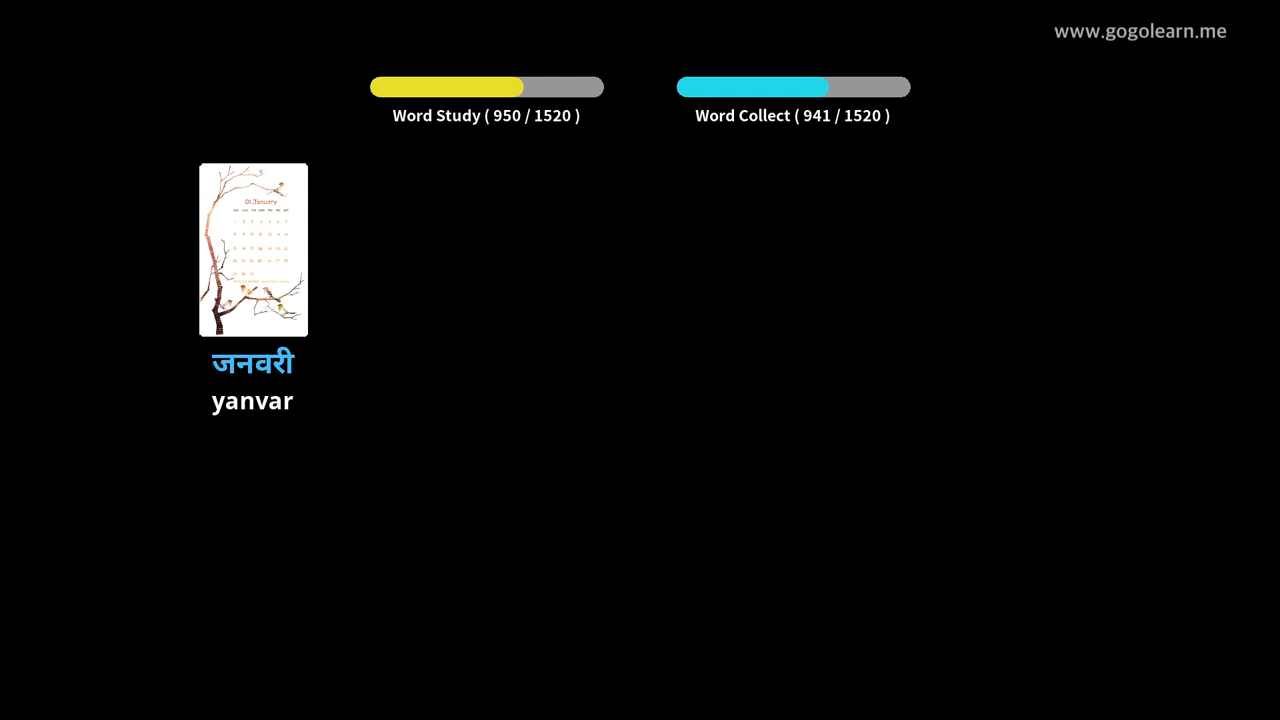 www.gogolearn.me
Word Study ( 950 / 1520 )
Word Collect ( 941 / 1520 )
01.January
जनवरी
yanvar